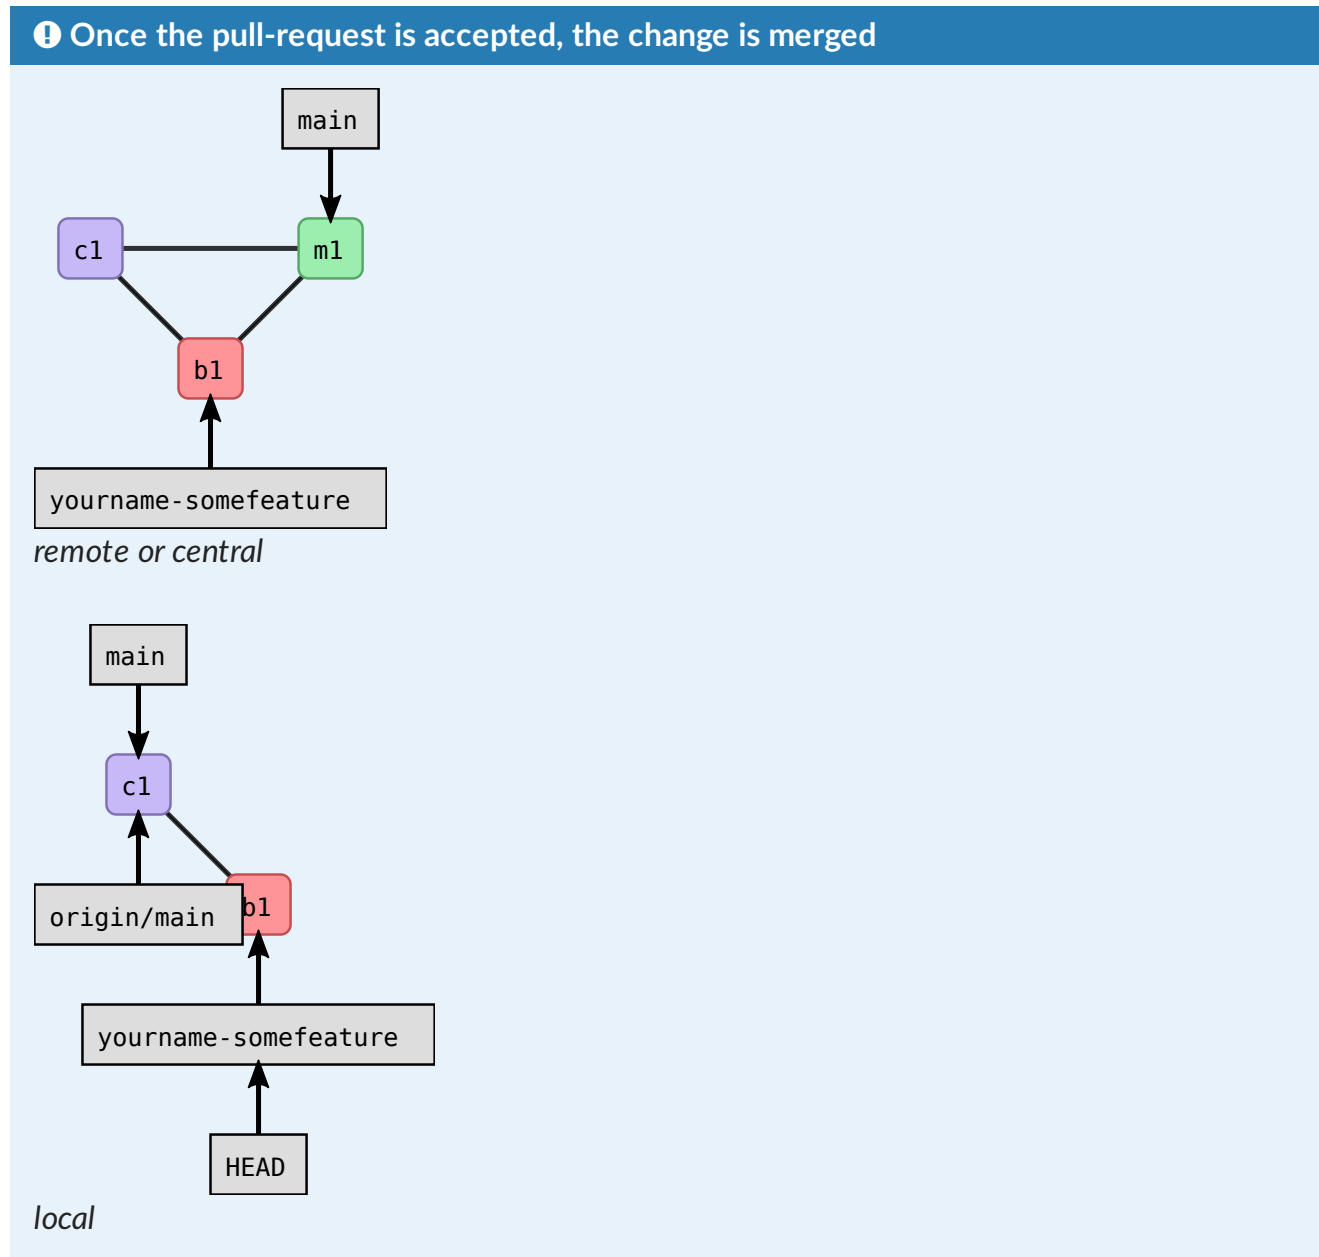 Once the pull-request is accepted, the change is merged
main
c1
m1
b1
yourname-somefeature
remote or central
main
c1
origin/main
b1
yourname-somefeature
HEAD
local